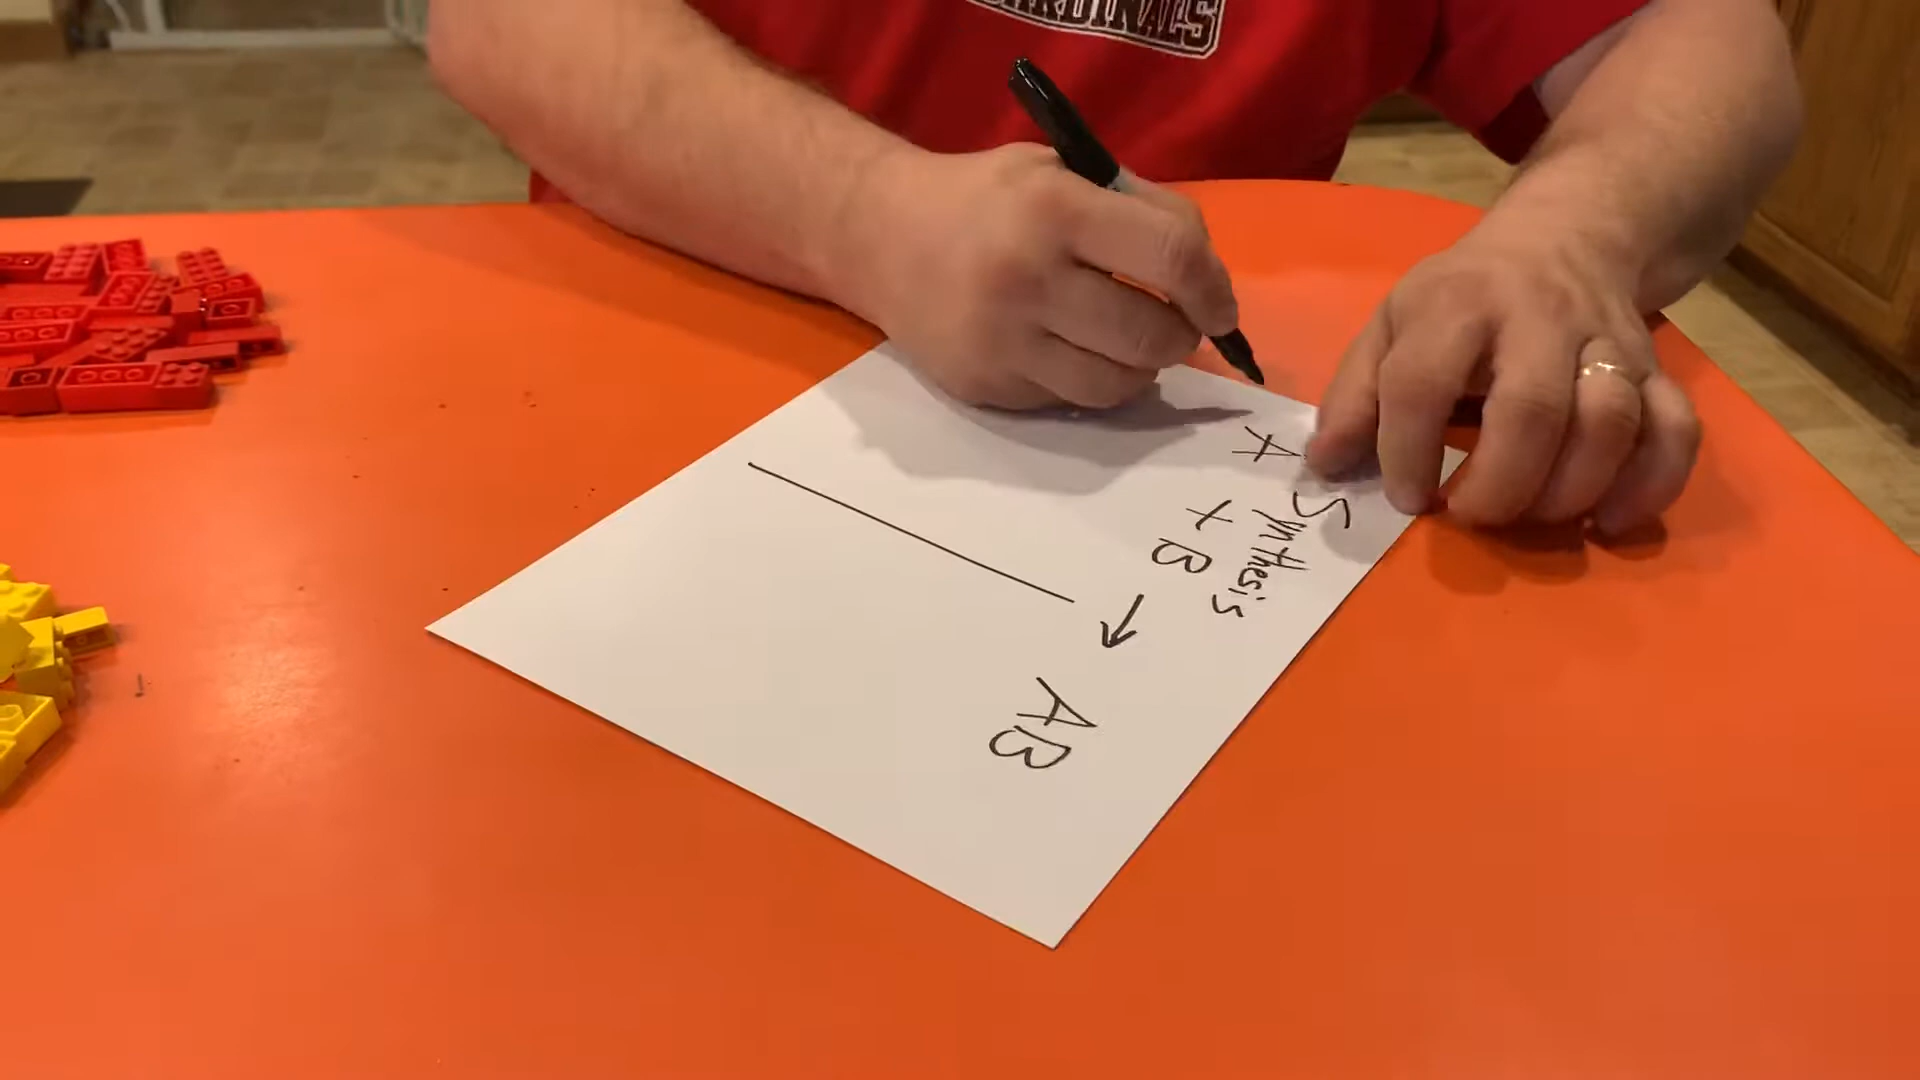 CARDINALS
Synthesis
A + B → AB